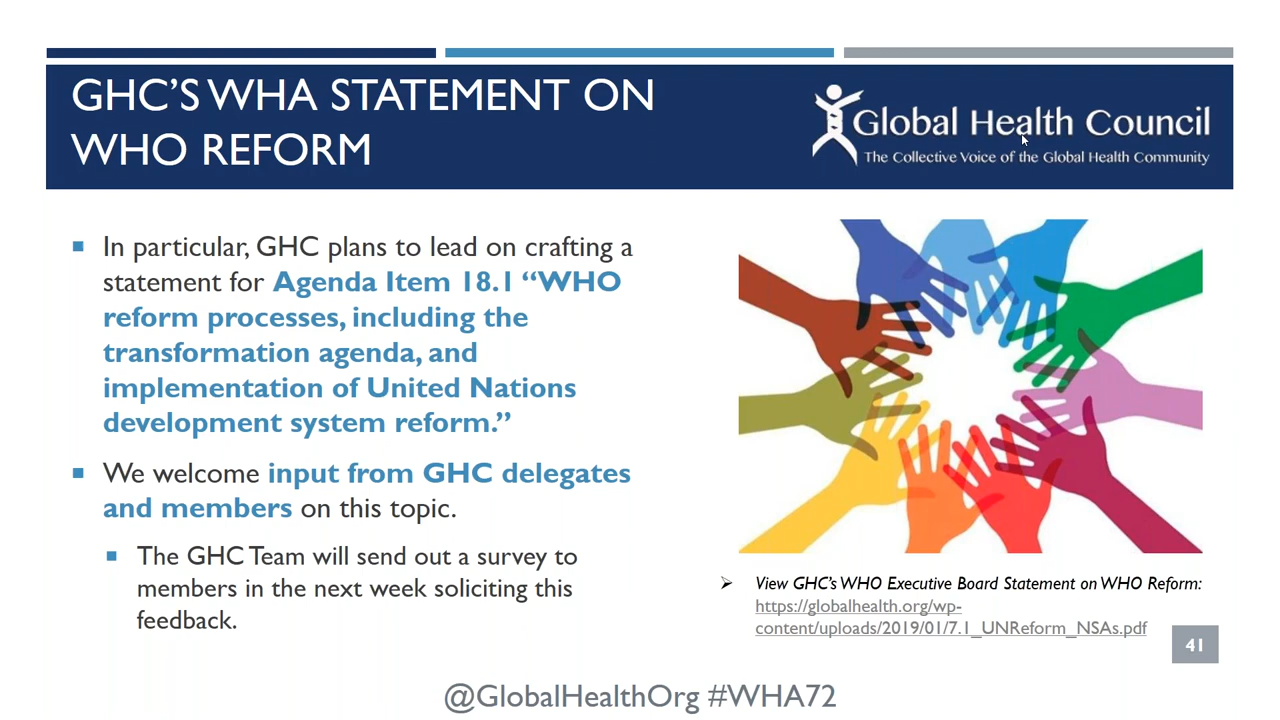 GHC'S WHA STATEMENT ON
WHO REFORM
Global Health Council
The Collective Voice of the Global Health Community
In particular, GHC plans to lead on crafting a
statement for Agenda Item 18.1 “WHO
reform processes, including the
transformation agenda, and
implementation of United Nations
development system reform.”
We welcome input from GHC delegates
and members on this topic.
The GHC Team will send out a survey to
members in the next week soliciting this
feedback.
View GHC's WHO Executive Board Statement on WHO Reform:
https://globalhealth.org/wp-
content/uploads/2019/01/7.1_UNReform_NSAs.pdf
41
@GlobalHealthOrg #WHA72